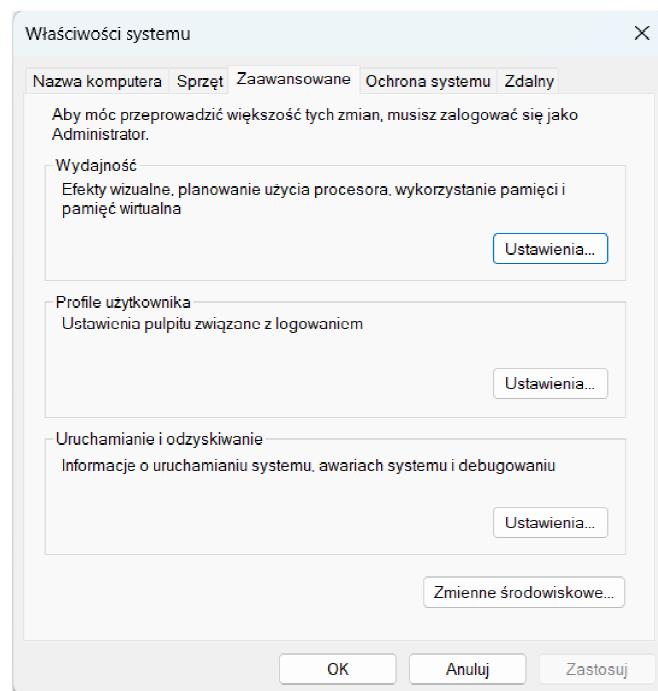 Właściwości systemu
Nazwa komputera Sprzęt Zaawansowane Ochrona systemu Zdalny
Aby móc przeprowadzić większość tych zmian, musisz zalogować się jako
Administrator.
Wydajność
Efekty wizualne, planowanie użycia procesora, wykorzystanie pamięci i
pamięć wirtualna
Ustawienia...
Profile użytkownika
Ustawienia pulpitu związane z logowaniem
Ustawienia...
Uruchamianie i odzyskiwanie
Informacje o uruchamianiu systemu, awariach systemu i debugowaniu
Ustawienia...
Zmienne środowiskowe...
OK Anuluj Zastosuj